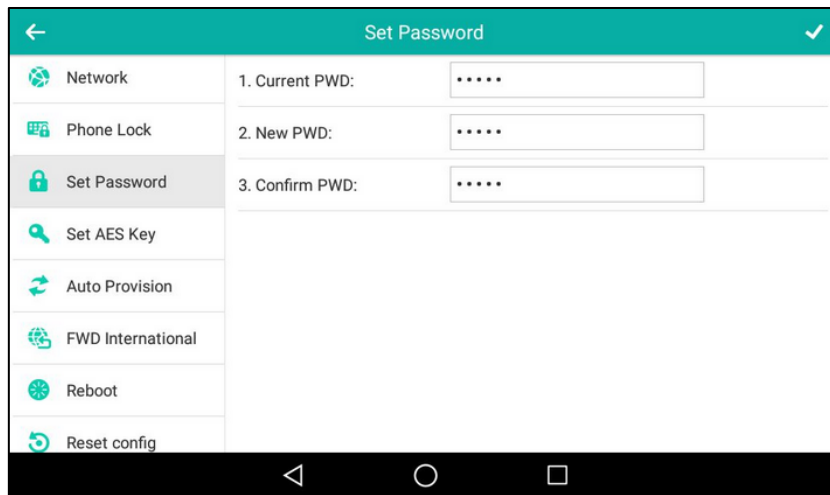 Set Password
Network
1. Current PWD:
•••••
Phone Lock
2. New PWD:
•••••
Set Password
3. Confirm PWD:
•••••
Set AES Key
Auto Provision
FWD International
Reboot
Reset config